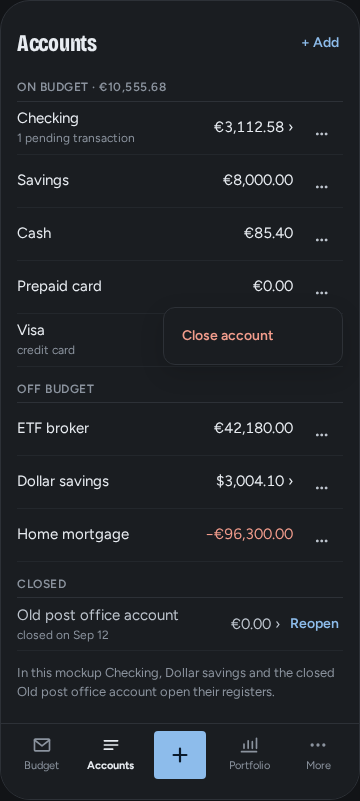 Accounts
+ Add
ON BUDGET · €10,555.68
Checking
€3,112.58 ›
...
1 pending transaction
Savings
€8,000.00
...
Cash
€85.40
...
Prepaid card
€0.00
...
Visa
credit card
Close account
OFF BUDGET
ETF broker
€42,180.00
...
Dollar savings
$3,004.10 ›
...
Home mortgage
−€96,300.00
...
CLOSED
Old post office account
€0.00 ›
Reopen
closed on Sep 12
In this mockup Checking, Dollar savings and the closed
Old post office account open their registers.
Budget
Accounts
+
Portfolio
More